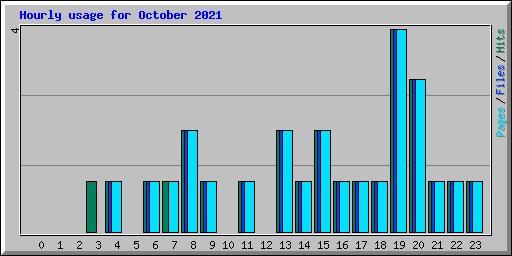 Hourly usage for October 2021
4
Pages/Files/Hits
0 1 2 3 4 5 6 7 8 9 10 11 12 13 14 15 16 17 18 19 20 21 22 23